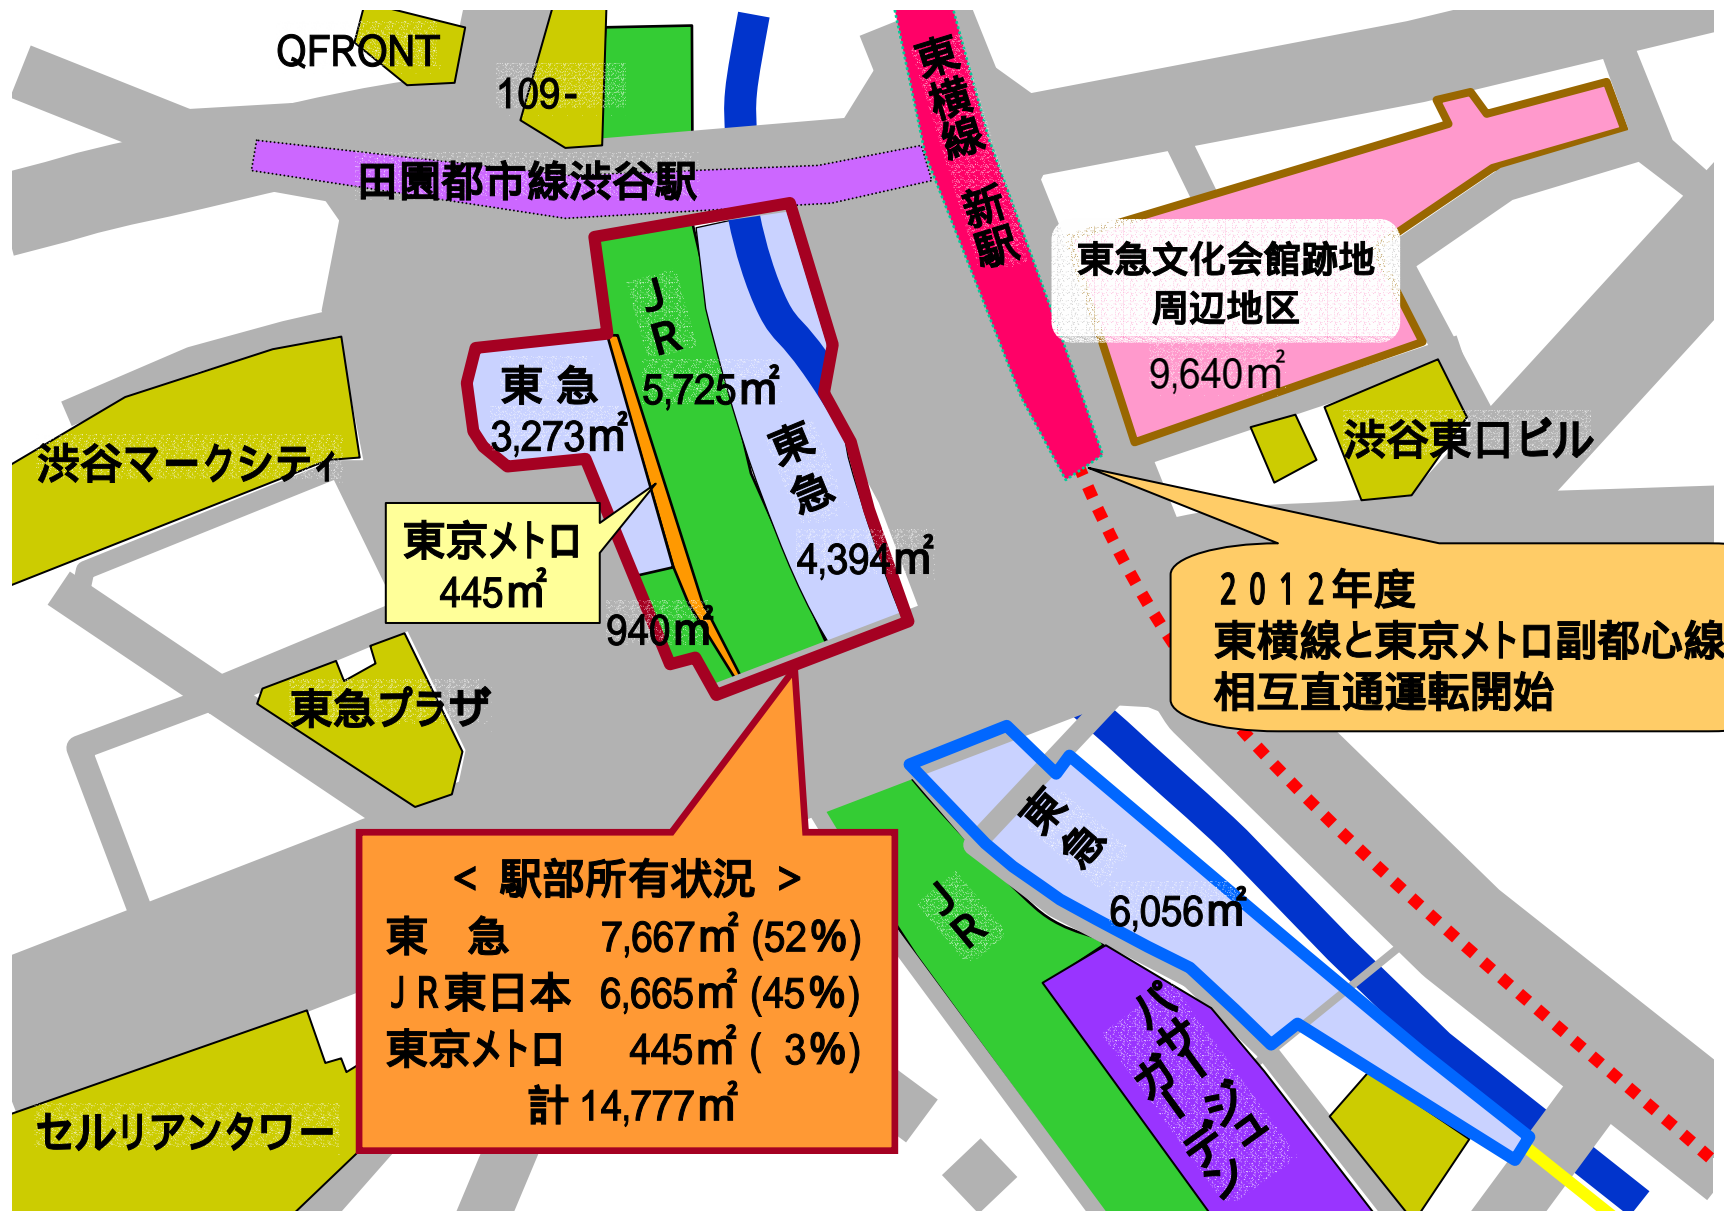 QFRONT
109-
田園都市線渋谷駅
東横線 新駅
東急文化会館跡地
周辺地区
9,640㎡
JR
5,725㎡
東 急
3,273㎡
東急
4,394㎡
渋谷マークシティ
渋谷東口ビル
東京メトロ
445㎡
940㎡
2012年度
東横線と東京メトロ副都心線
相互直通運転開始
東急プラザ
東急
6,056㎡
JR
< 駅部所有状況 >
東 急 7,667㎡ (52%)
JR東日本 6,665㎡ (45%)
東京メトロ 445㎡ ( 3%)
計 14,777㎡
パサージュ
ガーデン
セルリアンタワー